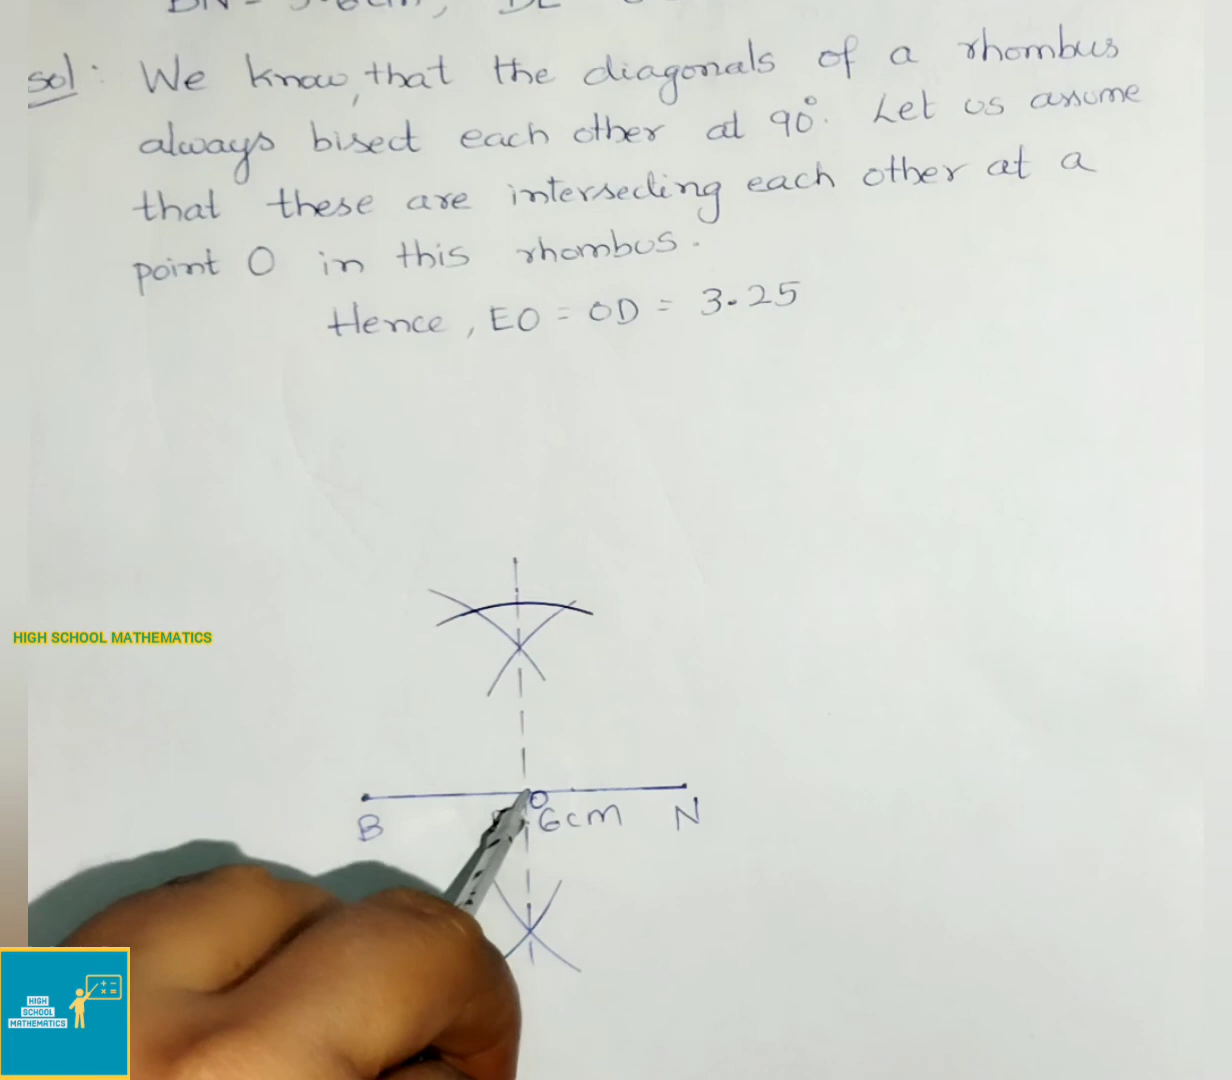 sol: We know, that the diagonals of a rhombus
always bisect each other at 90°. Let us assume
that these are intersecting each other at a
point O in this rhombus.
Hence, EO = OD = 3.25
HIGH SCHOOL MATHEMATICS
O
B 6cm N
HIGH
SCHOOL
MATHEMATICS